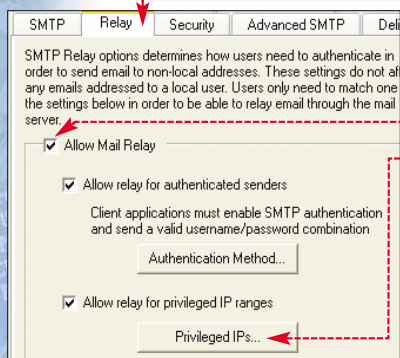 SMTP Relay Security Advanced SMTP
SMTP Relay options determines how users need to authenticate in
order to send email to non-local addresses. These settings do not
any emails addressed to a local user. Users only need to match one
the settings below in order to be able to relay email through the mail
server.
Allow Mail Relay
Allow relay for authenticated senders
Client applications must enable SMTP authentication
and send a valid username/password combination
Authentication Method...
Allow relay for privileged IP ranges
Privileged IPs...